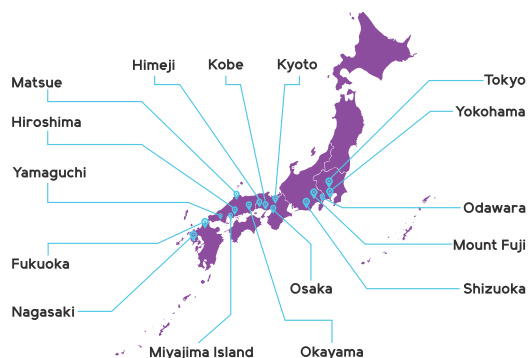 Himeji
Kobe
Kyoto
Matsue
Tokyo
Hiroshima
Yokohama
Yamaguchi
Odawara
Mount Fuji
Fukuoka
Osaka
Shizuoka
Nagasaki
Miyajima Island
Okayama